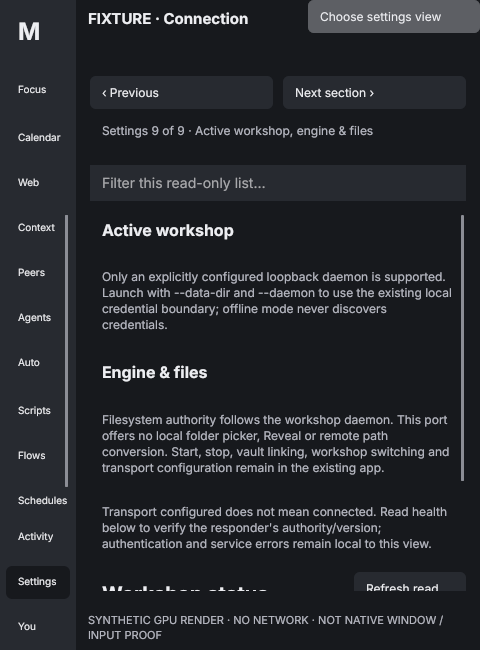 M
Focus
Calendar
Web
Context
Peers
Agents
Auto
Scripts
Flows
Schedules
Activity
Settings
You
FIXTURE · Connection
Choose settings view
‹ Previous
Next section ›
Settings 9 of 9 · Active workshop, engine & files
Filter this read-only list...
Active workshop
Only an explicitly configured loopback daemon is supported.
Launch with --data-dir and --daemon to use the existing local
credential boundary; offline mode never discovers
credentials.
Engine & files
Filesystem authority follows the workshop daemon. This port
offers no local folder picker, Reveal or remote path
conversion. Start, stop, vault linking, workshop switching and
transport configuration remain in the existing app.
Transport configured does not mean connected. Read health
below to verify the responder's authority/version;
authentication and service errors remain local to this view.
Workshop status
Refresh read
SYNTHETIC GPU RENDER · NO NETWORK · NOT NATIVE WINDOW /
INPUT PROOF